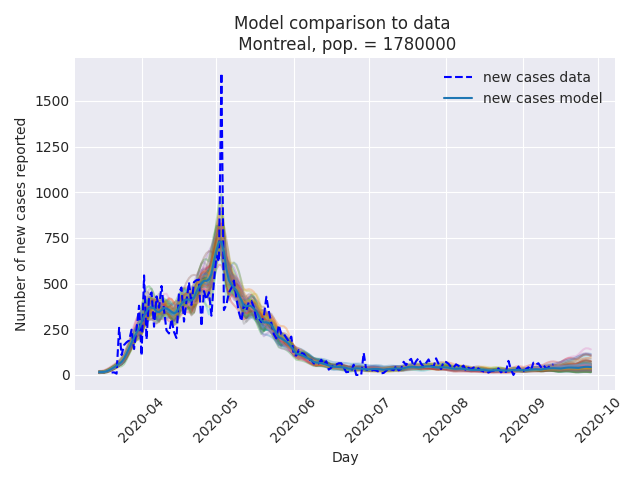 Model comparison to data
Montreal, pop. = 1780000
new cases data
new cases model
Number of new cases reported
1500
1250
1000
750
500
250
0
2020-04
2020-05
2020-06
2020-07
2020-08
2020-09
2020-10
Day